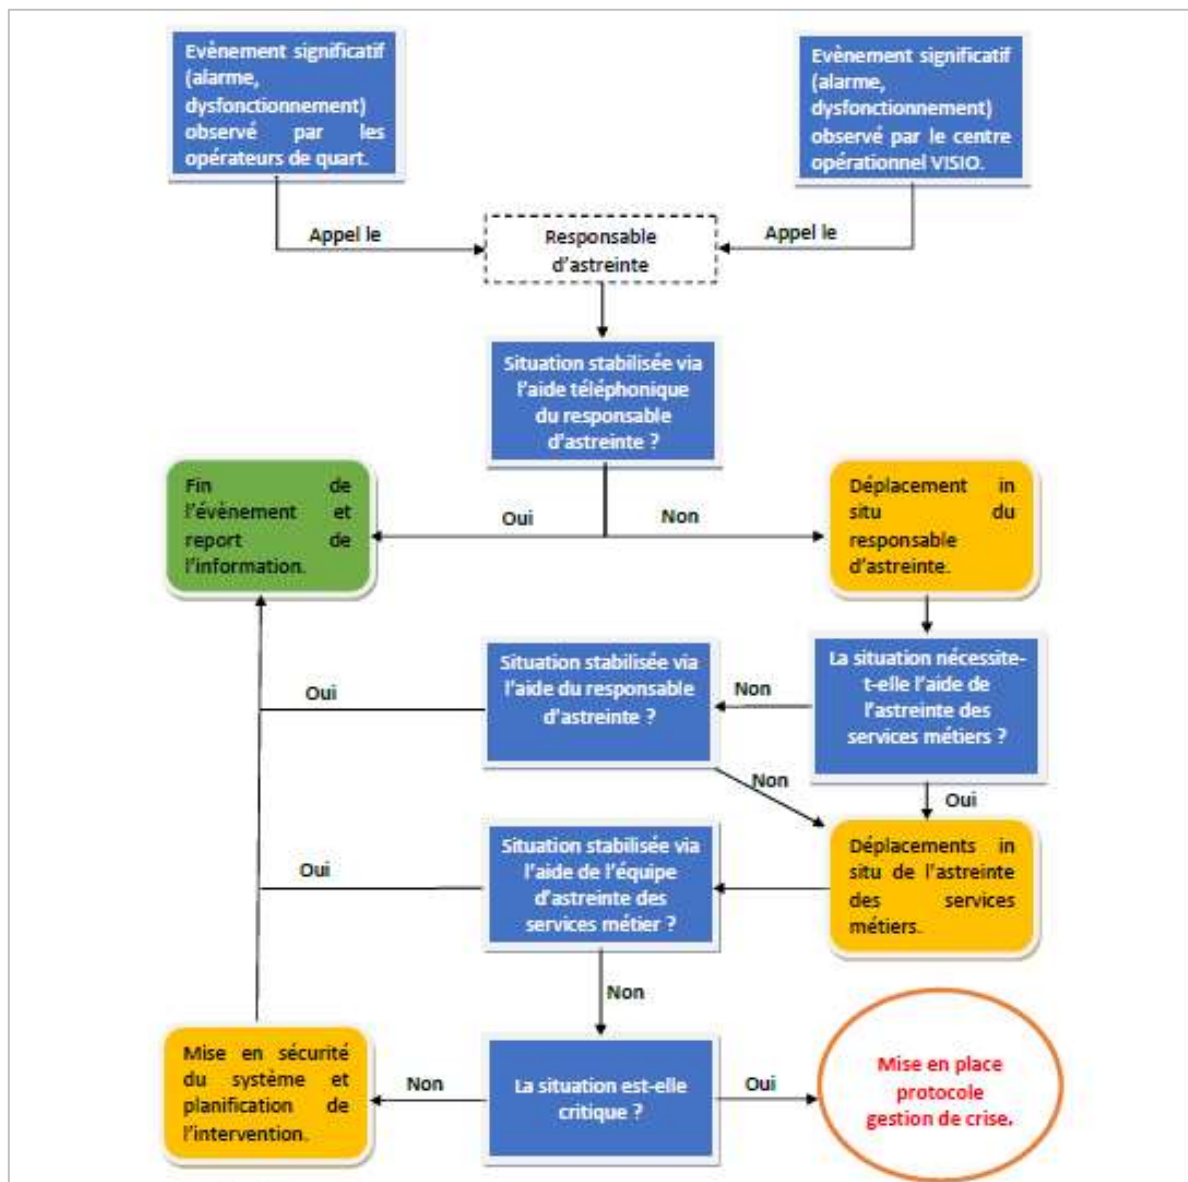 Evènement significatif
(alarme,
dysfonctionnement)
observé par les
opérateurs de quart.
Evènement significatif
(alarme,
dysfonctionnement)
observé par le centre
opérationnel VISIO.
Appel le
Responsable
d'astreinte
Appel le
Situation stabilisée via
l'aide téléphonique
du responsable
d'astreinte ?
Fin de
l'évènement et
report de
l'information.
Oui
Non
Déplacement in
situ du
responsable
d'astreinte.
Situation stabilisée via
l'aide du responsable
d'astreinte ?
La situation nécessite-
t-elle l'aide de
l'astreinte des
services métiers ?
Oui
Non
Non
Oui
Situation stabilisée via
l'aide de l'équipe
d'astreinte des
services métier ?
Déplacements in
situ de l'astreinte
des services
métiers.
Oui
Non
Mise en sécurité
du système et
planification de
l'intervention.
Non
La situation est-elle
critique ?
Oui
Mise en place
protocole
gestion de crise.